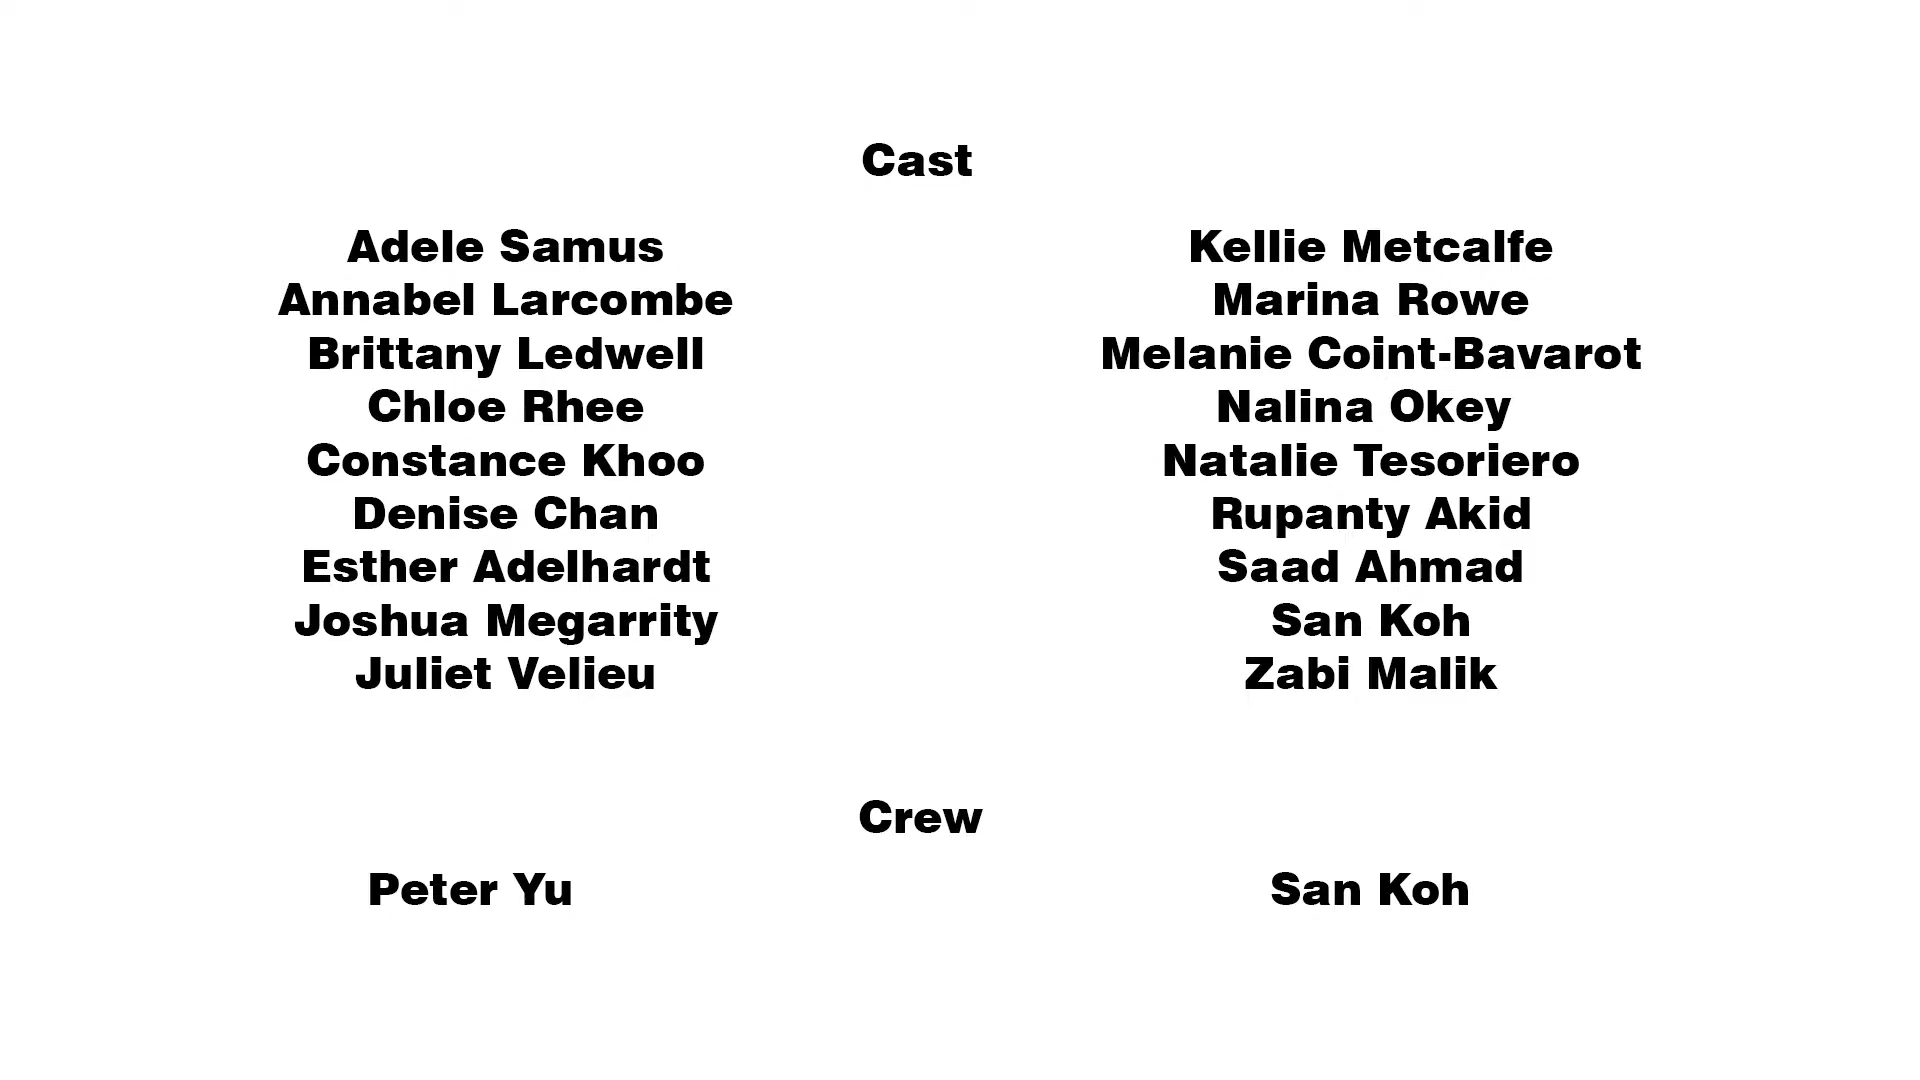 Cast
Adele Samus
Annabel Larcombe
Brittany Ledwell
Chloe Rhee
Constance Khoo
Denise Chan
Esther Adelhardt
Joshua Megarrity
Juliet Velieu
Kellie Metcalfe
Marina Rowe
Melanie Coint-Bavarot
Nalina Okey
Natalie Tesoriero
Rupanty Akid
Saad Ahmad
San Koh
Zabi Malik
Crew
Peter Yu
San Koh